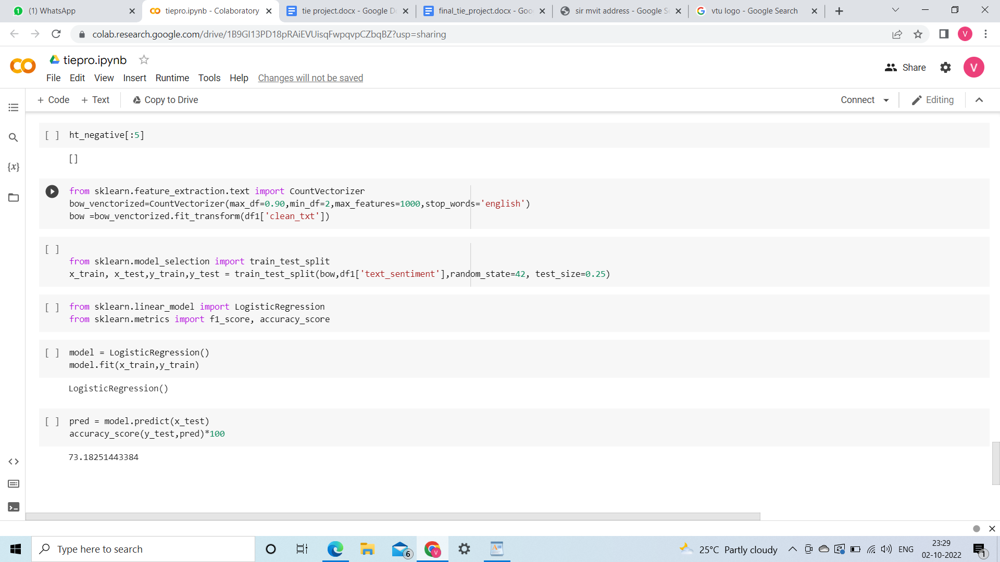 (1) WhatsApp
tiepro.ipynb - Colaboratory
tie project.docx - Google D
final_tie_project.docx - Goo
sir mvit address - Google S
vtu logo - Google Search
colab.research.google.com/drive/1B9GI13PD18pRAiEVUisqFwpqvpCZbqBZ?usp=sharing
V
tiepro.ipynb
Share
V
File Edit View Insert Runtime Tools Help Changes will not be saved
+ Code + Text Copy to Drive
Connect
Editing
[ ] ht_negative[:5]
[]
{x}
from sklearn.feature_extraction.text import CountVectorizer
bow_venctorized=CountVectorizer(max_df=0.90,min_df=2,max_features=1000,stop_words='english')
bow =bow_venctorized.fit_transform(df1['clean_txt'])
[ ]
from sklearn.model_selection import train_test_split
x_train, x_test,y_train,y_test = train_test_split(bow,df1['text_sentiment'],random_state=42, test_size=0.25)
[ ] from sklearn.linear_model import LogisticRegression
from sklearn.metrics import f1_score, accuracy_score
[ ] model = LogisticRegression()
model.fit(x_train,y_train)
LogisticRegression()
[ ] pred = model.predict(x_test)
accuracy_score(y_test,pred)*100
73.18251443384
Type here to search
6
V
25°C Partly cloudy
ENG
23:29
02-10-2022
1